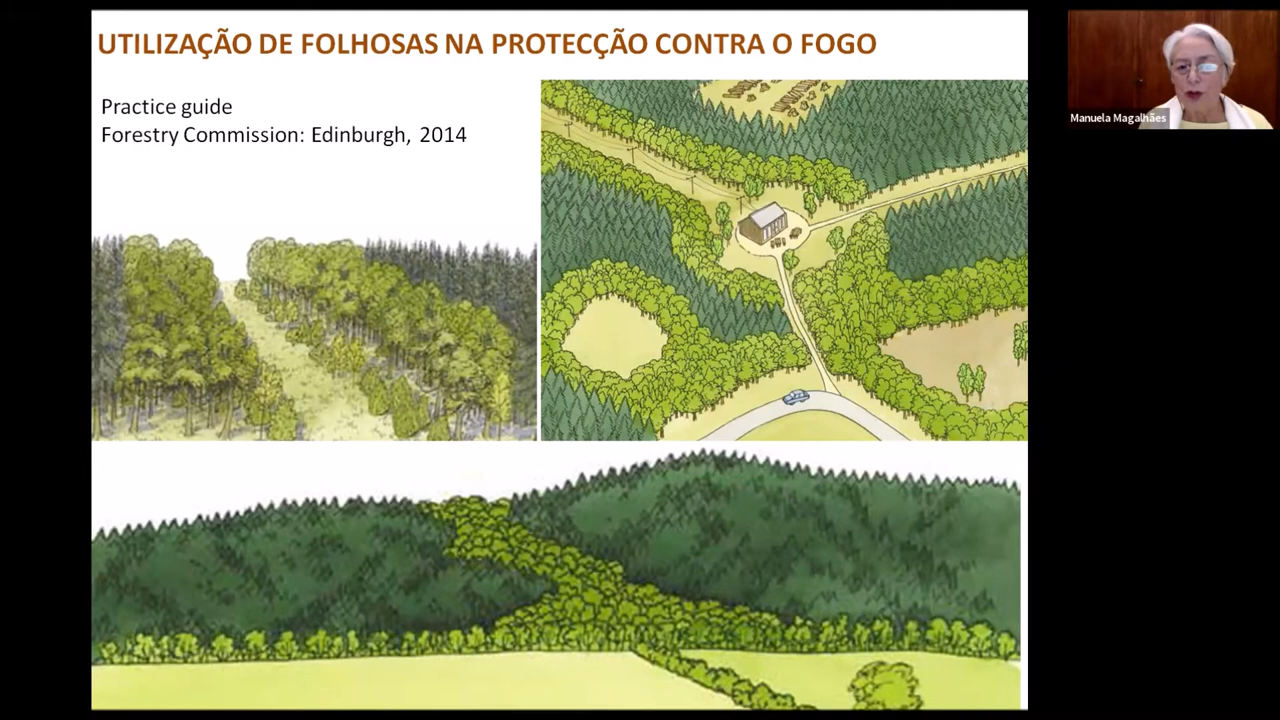 UTILIZAÇÃO DE FOLHOSAS NA PROTECÇÃO CONTRA O FOGO
Practice guide
Forestry Commission: Edinburgh, 2014
Manuela Magalhães